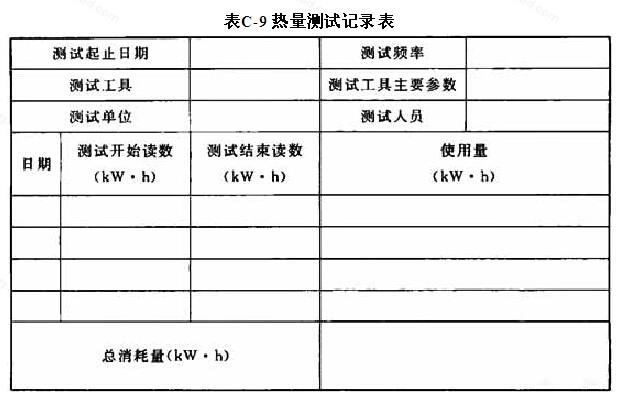 表C-9 热量测试记录表
测试起止日期 测试频率
测试工具 测试工具主要参数
测试单位 测试人员
日期 测试开始读数 (kW·h) 测试结束读数 (kW·h) 使用量 (kW·h)
总消耗量(kW·h)